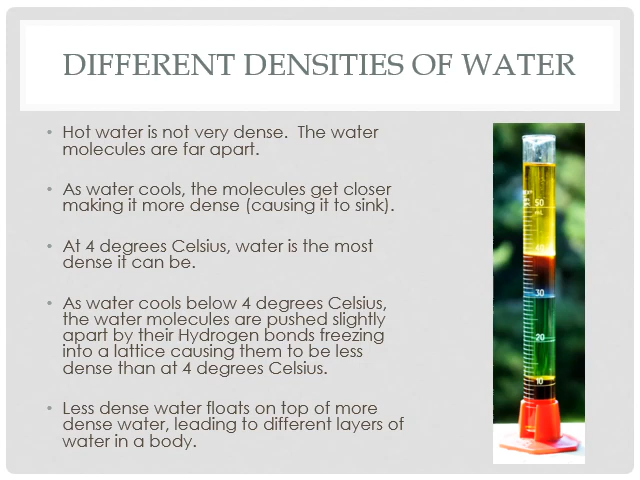 DIFFERENT DENSITIES OF WATER
• Hot water is not very dense.  The water
molecules are far apart.
• As water cools, the molecules get closer
making it more dense (causing it to sink).
• At 4 degrees Celsius, water is the most
dense it can be.
• As water cools below 4 degrees Celsius,
the water molecules are pushed slightly
apart by their Hydrogen bonds freezing
into a lattice causing them to be less
dense than at 4 degrees Celsius.
• Less dense water floats on top of more
dense water, leading to different layers of
water in a body.
50
mL
40
30
20
10